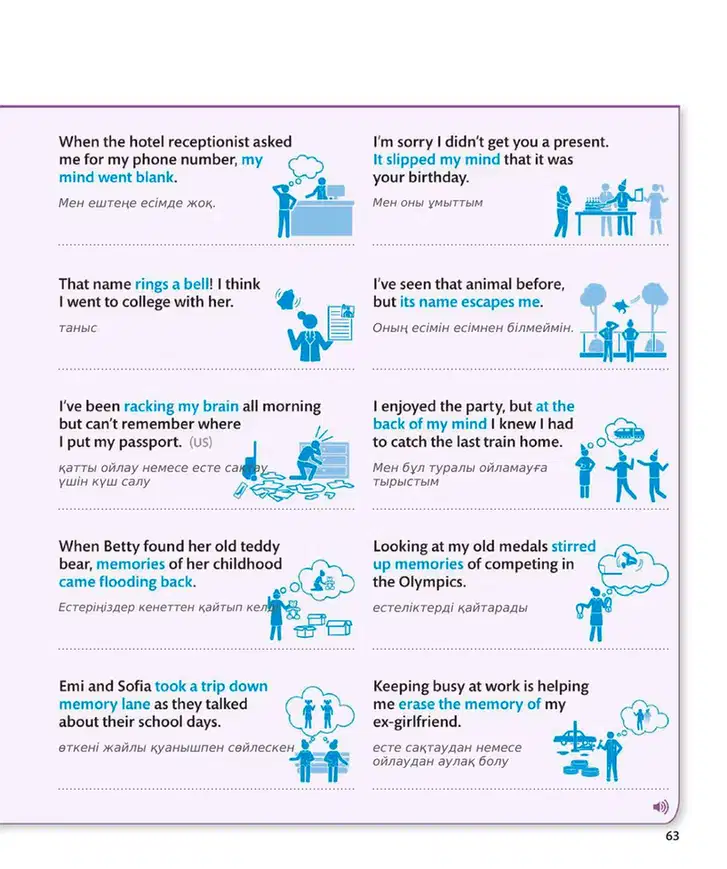 When the hotel receptionist asked
me for my phone number, my
mind went blank.
Мен ештеңе есімде жоқ.
I'm sorry I didn't get you a present.
It slipped my mind that it was
your birthday.
Мен оны ұмыттым
That name rings a bell! I think
I went to college with her.
таныс
I've seen that animal before,
but its name escapes me.
Оның есімін есімнен білмеймін.
I've been racking my brain all morning
but can't remember where
I put my passport. (US)
қатты ойлау немесе есте сақтау
үшін күш салу
I enjoyed the party, but at the
back of my mind I knew I had
to catch the last train home.
Мен бұл туралы ойламауға
тырыстым
When Betty found her old teddy
bear, memories of her childhood
came flooding back.
Естеріңіздер кенеттен қайтып келді
Looking at my old medals stirred
up memories of competing in
the Olympics.
естеліктерді қайтарады
Emi and Sofia took a trip down
memory lane as they talked
about their school days.
өткені жайлы қуанышпен сөйлескен
Keeping busy at work is helping
me erase the memory of my
ex-girlfriend.
есте сақтаудан немесе
ойлаудан аулақ болу
63